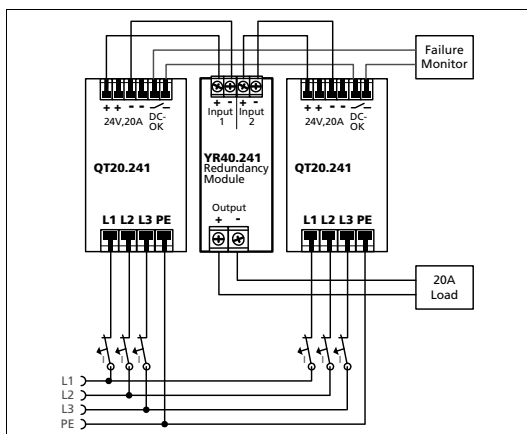 Failure
Monitor
+ + - -
24V,20A
DC-
OK
+ - + -
Input
1
Input
2
+ + - -
24V,20A
DC-
OK
QT20.241
YR40.241
Redundancy
Module
QT20.241
L1 L2 L3 PE
Output
+ -
L1 L2 L3 PE
20A
Load
I I I
I I I
L1
L2
L3
PE